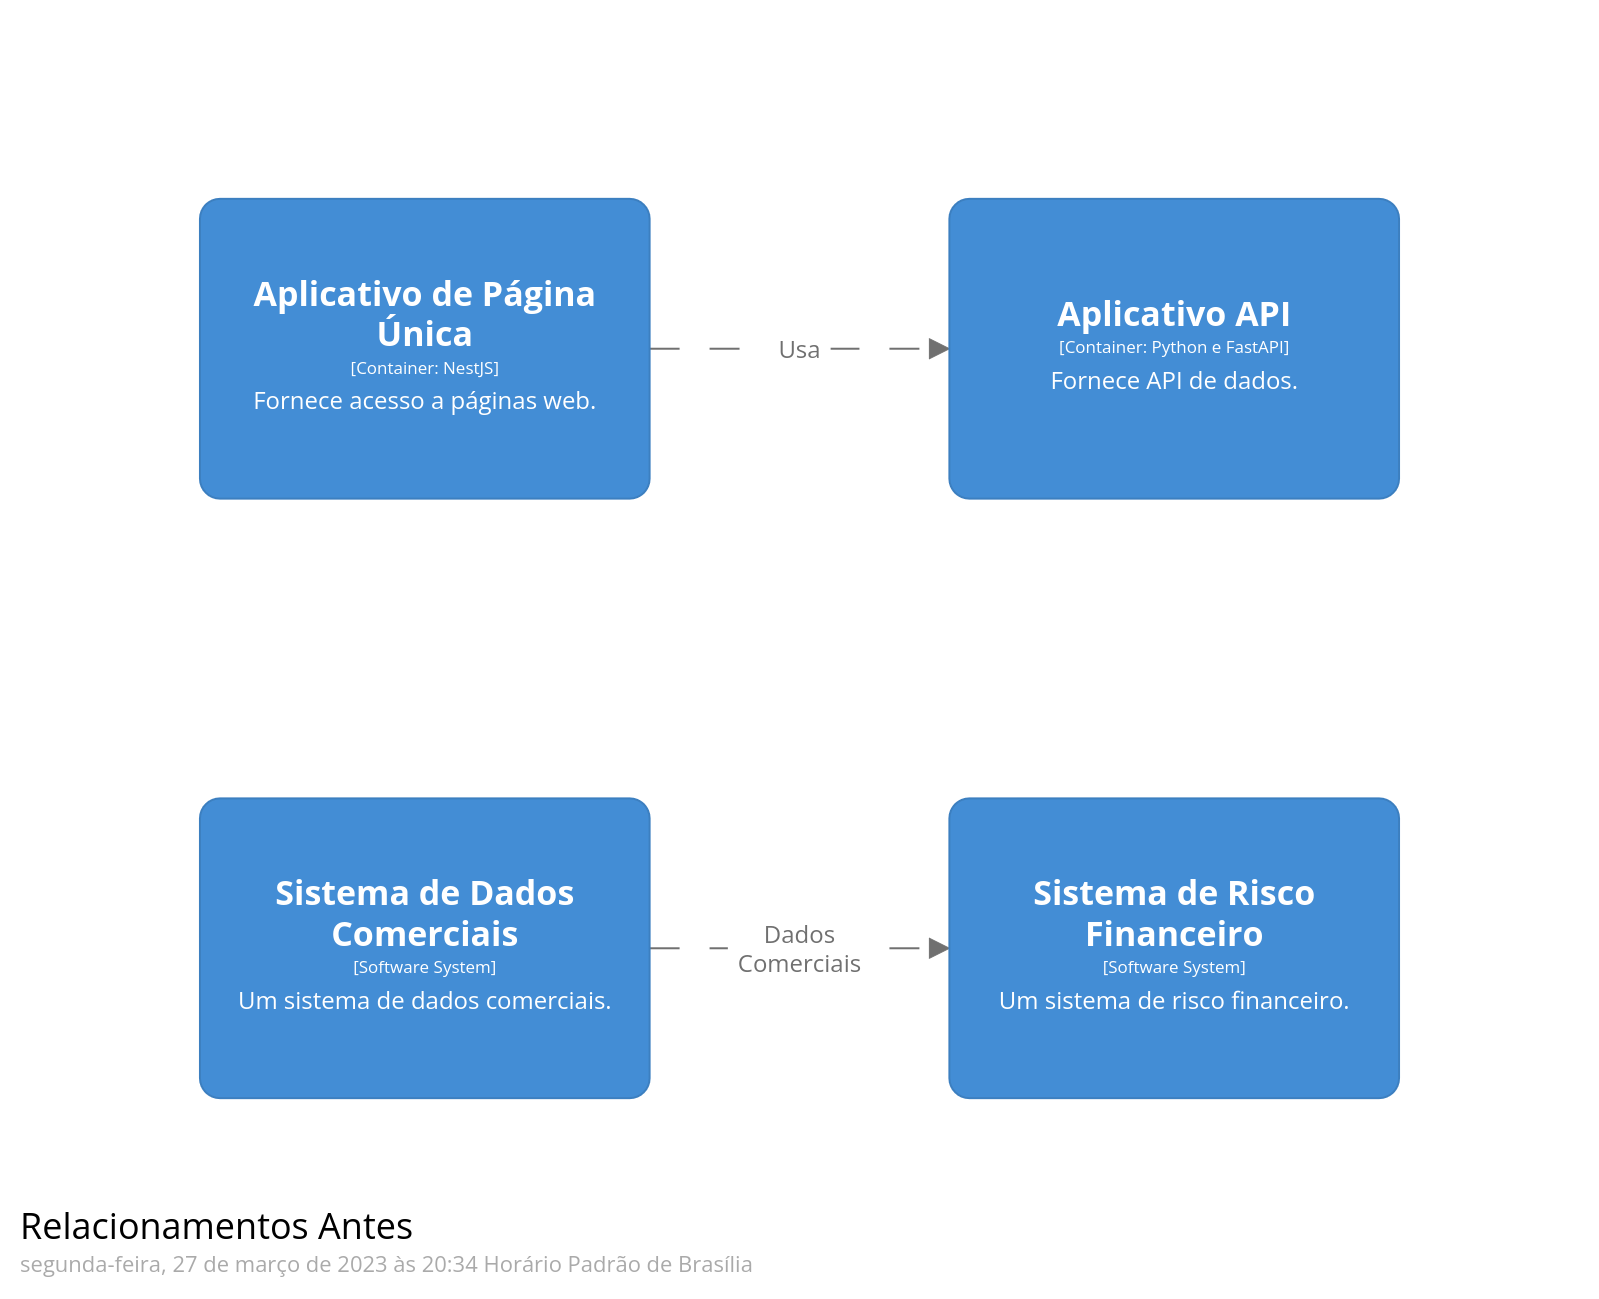 Aplicativo de Página
Única
[Container: NestJS]
Fornece acesso a páginas web.
Usa
Aplicativo API
[Container: Python e FastAPI]
Fornece API de dados.
Sistema de Dados
Comerciais
[Software System]
Um sistema de dados comerciais.
Dados
Comerciais
Sistema de Risco
Financeiro
[Software System]
Um sistema de risco financeiro.
Relacionamentos Antes
segunda-feira, 27 de março de 2023 às 20:34 Horário Padrão de Brasília